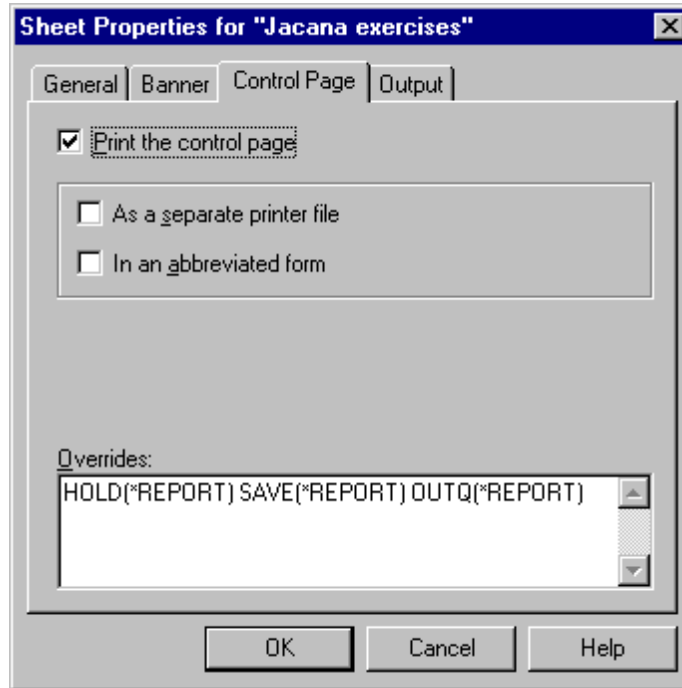 Sheet Properties for "Jacana exercises"
General Banner Control Page Output
Print the control page
As a separate printer file
In an abbreviated form
Overrides:
HOLD(*REPORT) SAVE(*REPORT) OUTQ(*REPORT)
OK Cancel Help